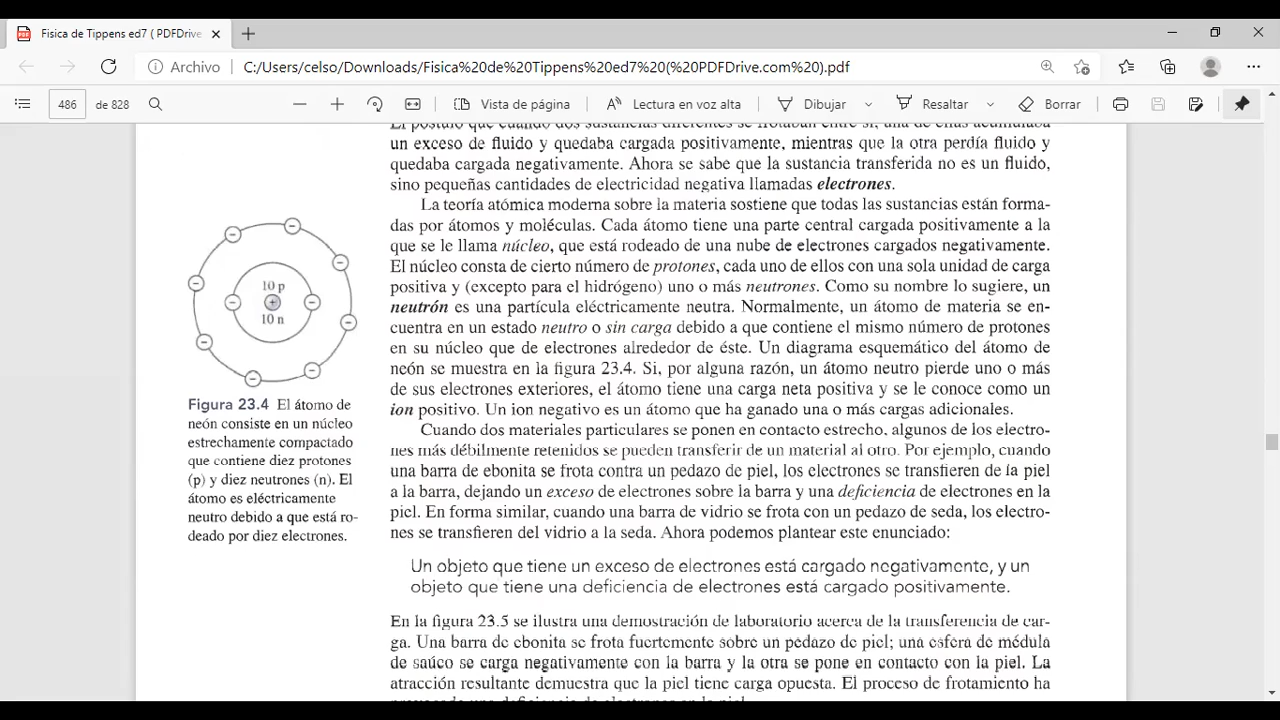 Fisica de Tippens ed7 ( PDFDrive
Archivo
C:/Users/celso/Downloads/Fisica%20de%20Tippens%20ed7%20(%20PDFDrive.com%20).pdf
486 de 828
Vista de página
Lectura en voz alta
Dibujar
Resaltar
Borrar
Él postuló que cuando dos sustancias diferentes se frotaban entre sí, una de ellas acumulaba
un exceso de fluido y quedaba cargada positivamente, mientras que la otra perdía fluido y
quedaba cargada negativamente. Ahora se sabe que la sustancia transferida no es un fluido,
sino pequeñas cantidades de electricidad negativa llamadas electrones.
La teoría atómica moderna sobre la materia sostiene que todas las sustancias están forma-
das por átomos y moléculas. Cada átomo tiene una parte central cargada positivamente a la
que se le llama núcleo, que está rodeado de una nube de electrones cargados negativamente.
El núcleo consta de cierto número de protones, cada uno de ellos con una sola unidad de carga
positiva y (excepto para el hidrógeno) uno o más neutrones. Como su nombre lo sugiere, un
neutrón es una partícula eléctricamente neutra. Normalmente, un átomo de materia se en-
cuentra en un estado neutro o sin carga debido a que contiene el mismo número de protones
en su núcleo que de electrones alrededor de éste. Un diagrama esquemático del átomo de
neón se muestra en la figura 23.4. Si, por alguna razón, un átomo neutro pierde uno o más
de sus electrones exteriores, el átomo tiene una carga neta positiva y se le conoce como un
ion positivo. Un ion negativo es un átomo que ha ganado una o más cargas adicionales.
Cuando dos materiales particulares se ponen en contacto estrecho, algunos de los electro-
nes más débilmente retenidos se pueden transferir de un material al otro. Por ejemplo, cuando
una barra de ebonita se frota contra un pedazo de piel, los electrones se transfieren de la piel
a la barra, dejando un exceso de electrones sobre la barra y una deficiencia de electrones en la
piel. En forma similar, cuando una barra de vidrio se frota con un pedazo de seda, los electro-
nes se transfieren del vidrio a la seda. Ahora podemos plantear este enunciado:
Un objeto que tiene un exceso de electrones está cargado negativamente, y un
objeto que tiene una deficiencia de electrones está cargado positivamente.
En la figura 23.5 se ilustra una demostración de laboratorio acerca de la transferencia de car-
ga. Una barra de ebonita se frota fuertemente sobre un pedazo de piel; una esfera de médula
de saúco se carga negativamente con la barra y la otra se pone en contacto con la piel. La
atracción resultante demuestra que la piel tiene carga opuesta. El proceso de frotamiento ha
provocado una deficiencia de electrones en la piel.
10 p
+
10 n
Figura 23.4 El átomo de
neón consiste en un núcleo
estrechamente compactado
que contiene diez protones
(p) y diez neutrones (n). El
átomo es eléctricamente
neutro debido a que está ro-
deado por diez electrones.